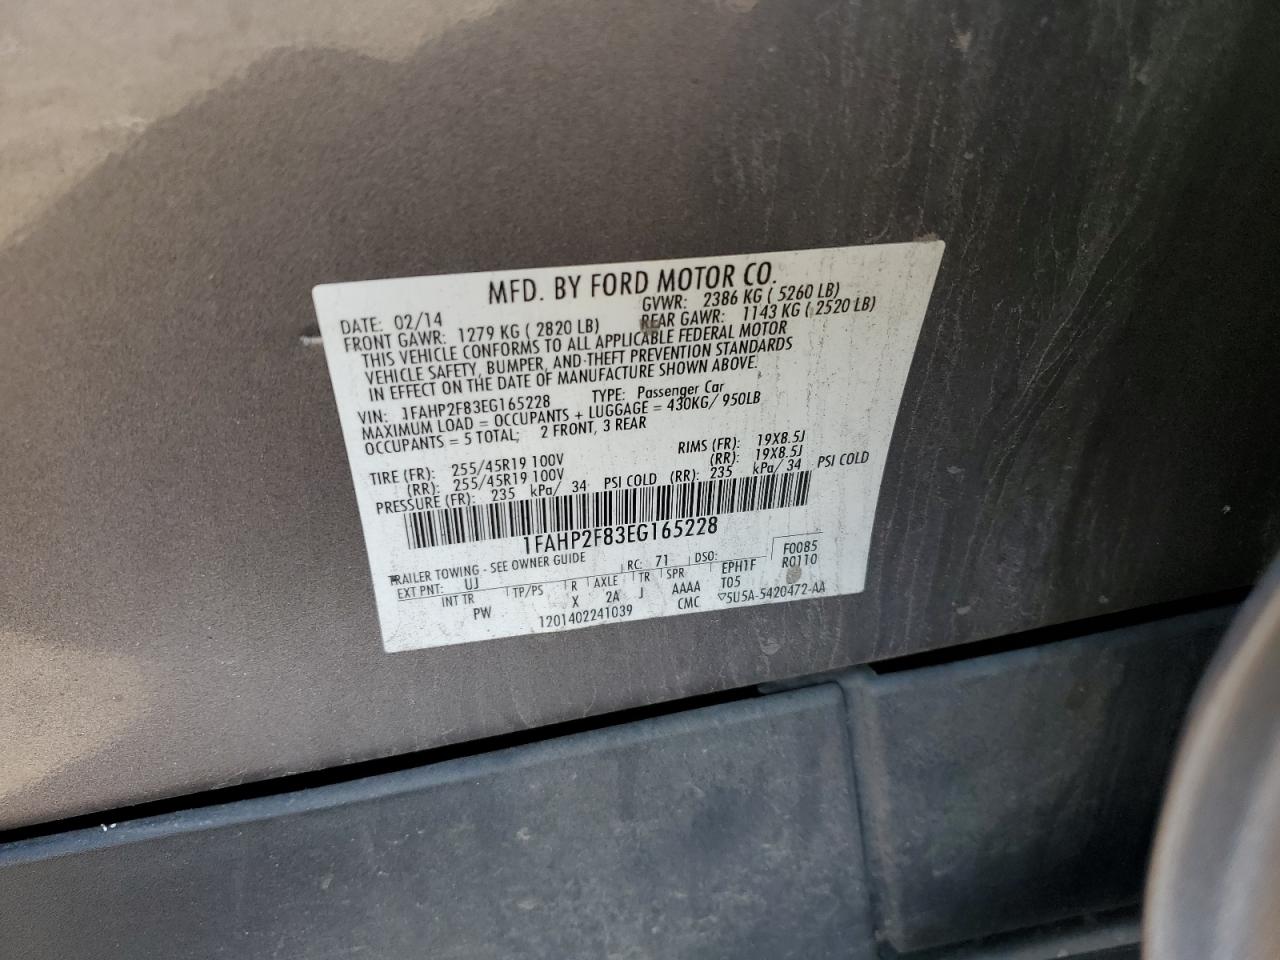 MFD. BY FORD MOTOR CO.
DATE: 02/14 GVWR: 2386 KG ( 5260 LB)
FRONT GAWR: 1279 KG ( 2820 LB) REAR GAWR: 1143 KG ( 2520 LB)
THIS VEHICLE CONFORMS TO ALL APPLICABLE FEDERAL MOTOR
VEHICLE SAFETY, BUMPER, AND THEFT PREVENTION STANDARDS
IN EFFECT ON THE DATE OF MANUFACTURE SHOWN ABOVE.
VIN: 1FAHP2F83EG165228 TYPE: Passenger Car
MAXIMUM LOAD = OCCUPANTS + LUGGAGE = 430KG/ 950LB
OCCUPANTS = 5 TOTAL; 2 FRONT, 3 REAR
TIRE (FR): 255/45R19 100V RIMS (FR): 19X8.5J
(RR): 255/45R19 100V (RR): 19X8.5J
PRESSURE (FR): 235 kPa/ 34 PSI COLD (RR): 235 kPa/ 34 PSI COLD
1FAHP2F83EG165228
TRAILER TOWING - SEE OWNER GUIDE
EXT PNT: UJ RC: 71 DSO: F0085
INT TR TP/PS R AXLE TR SPR EPH1F R0110
PW X 2A J AAAA T05
1201402241039 CMC ▽5U5A-5420472-AA